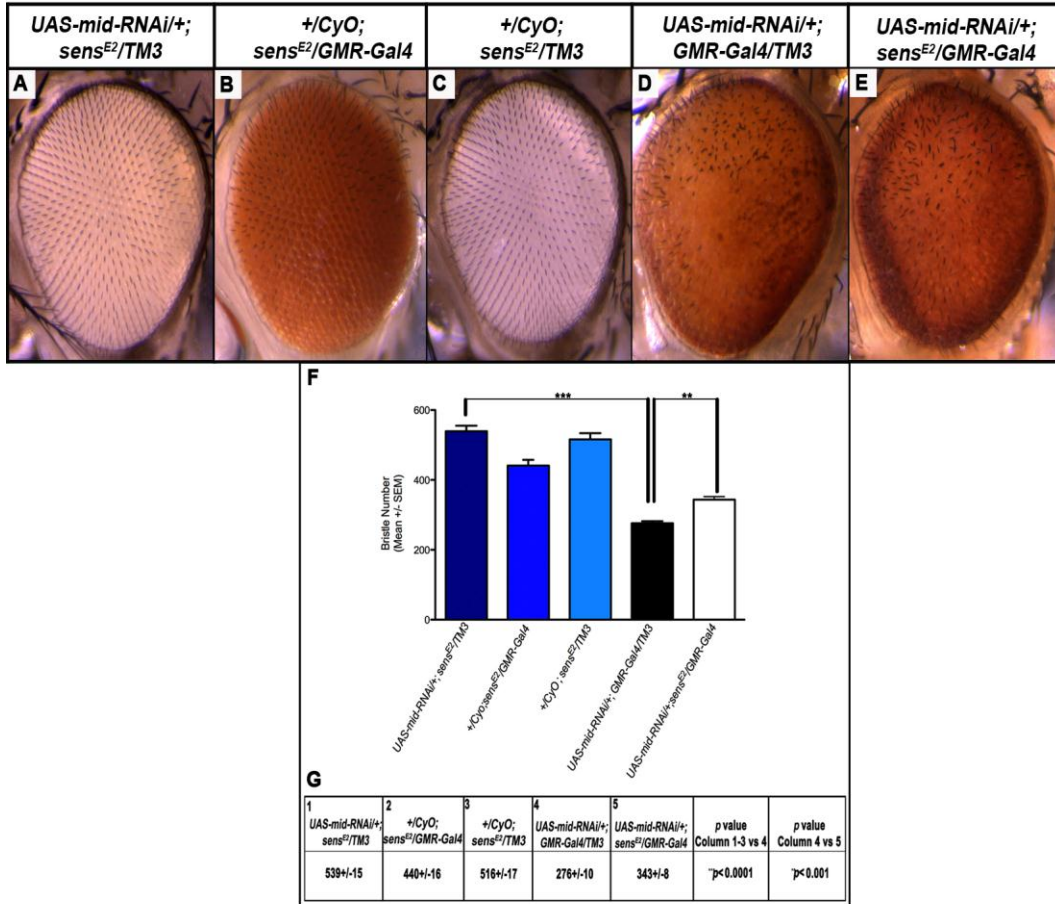 UAS-mid-RNAi/+;
sensE2/TM3
+/CyO;
sensE2/GMR-Gal4
+/CyO;
sensE2/TM3
UAS-mid-RNAi/+;
GMR-Gal4/TM3
UAS-mid-RNAi/+;
sensE2/GMR-Gal4
A
B
C
D
E
F
*** **
600
400
200
0
Bristle Number
(Mean +/- SEM)
UAS-mid-RNAi/+; sensE2/TM3
+/Cyo;sensE2/GMR-Gal4
+/CyO ; sensE2/TM3
UAS-mid-RNAi/+; GMR-Gal4/TM3
UAS-mid-RNAi/+;sensE2/GMR-Gal4
G
1
UAS-mid-RNAi/+;
sensE2/TM3
2
+/CyO;
sensE2/GMR-Gal4
3
+/CyO;
sensE2/TM3
4
UAS-mid-RNAi/+;
GMR-Gal4/TM3
5
UAS-mid-RNAi/+;
sensE2/GMR-Gal4
p value
Column 1-3 vs 4
p value
Column 4 vs 5
539+/-15
440+/-16
516+/-17
276+/-10
343+/-8
p<0.0001
p<0.001